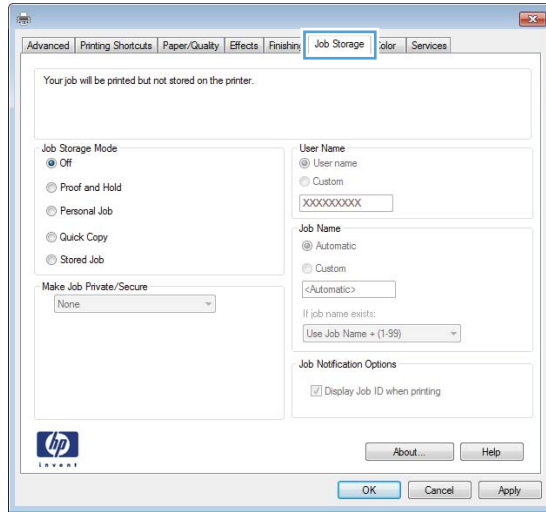 Advanced Printing Shortcuts Paper/Quality Effects Finishing Job Storage Color Services
Your job will be printed but not stored on the printer.
Job Storage Mode
Off
Proof and Hold
Personal Job
Quick Copy
Stored Job
Make Job Private/Secure
None
User Name
User name
Custom
XXXXXXXXX
Job Name
Automatic
Custom
<Automatic>
If job name exists:
Use Job Name + (1-99)
Job Notification Options
Display Job ID when printing
hp
invent
About... Help
OK Cancel Apply